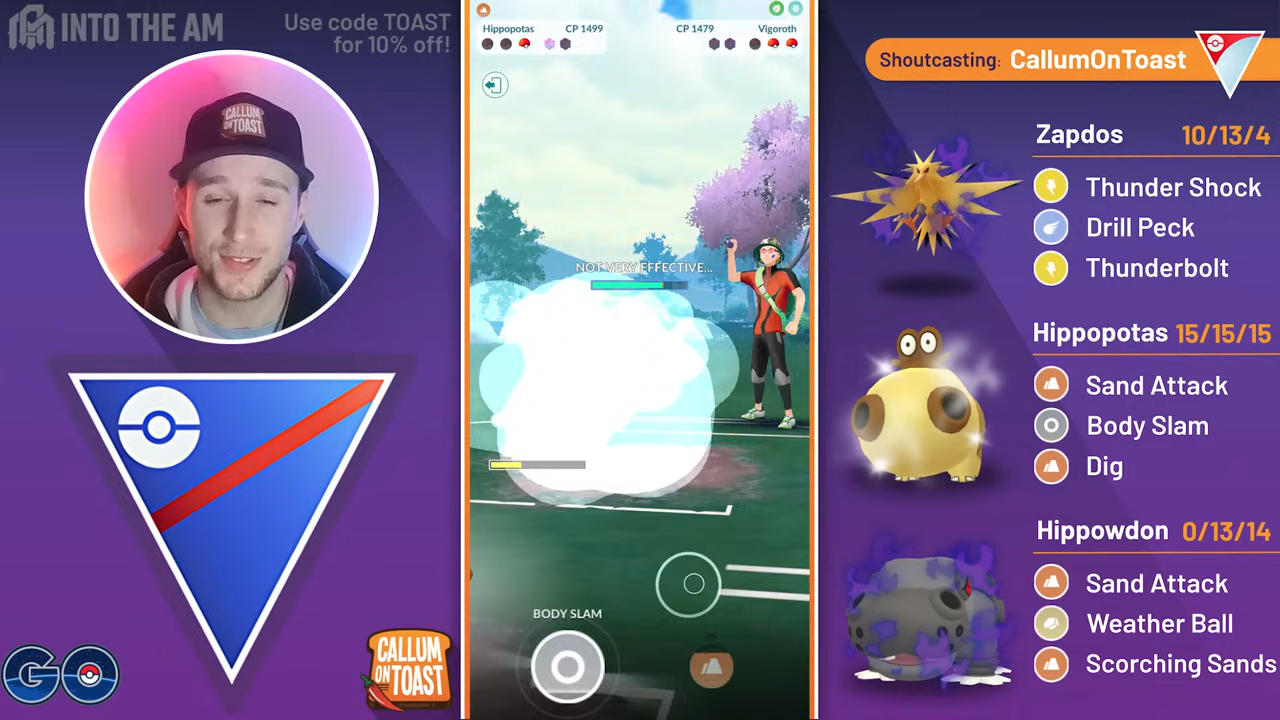 INTO THE AM
Use code TOAST
for 10% off!
CALLUM
ON
TOAST
GO
CALLUM
ON
TOAST
Hippopotas CP 1499
CP 1479 Vigoroth
NOT VERY EFFECTIVE...
BODY SLAM
Shoutcasting: CallumOnToast
Zapdos 10/13/4
Thunder Shock
Drill Peck
Thunderbolt
Hippopotas 15/15/15
Sand Attack
Body Slam
Dig
Hippowdon 0/13/14
Sand Attack
Weather Ball
Scorching Sands